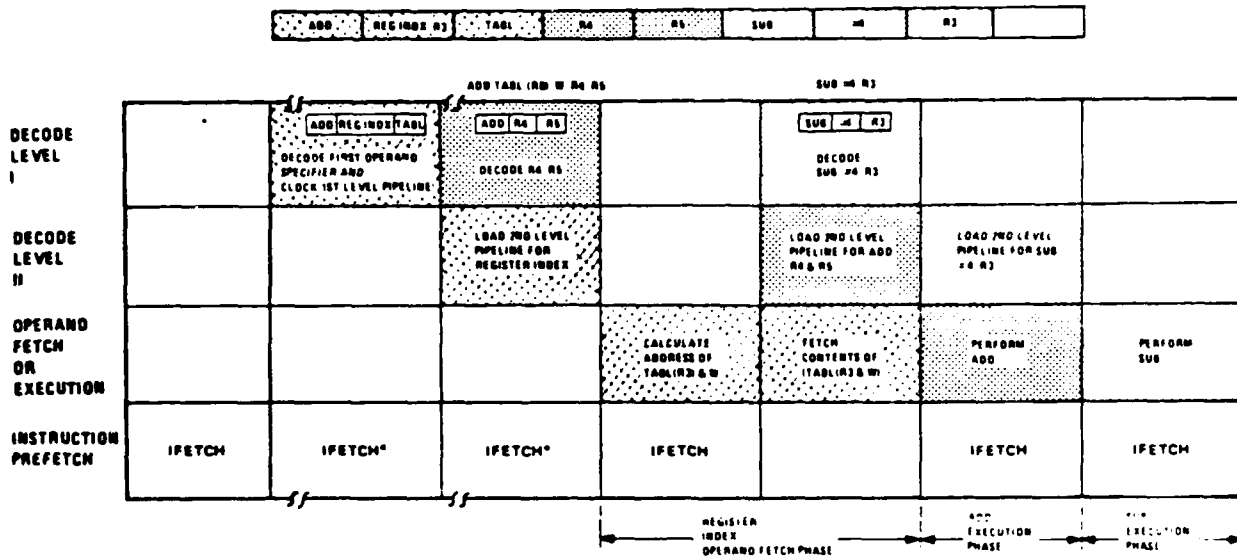 ADD REGINDX R3 TABL R4 R5 SUB =4 R3
ADD TABL (R3) W R4 R5
SUB =4 R3
DECODE
LEVEL
I
ADD REGINDX TABL
DECODE FIRST OPERAND
SPECIFIER AND
CLOCK 1ST LEVEL PIPELINE
ADD R4 R5
DECODE R4 R5
SUB =4 R3
DECODE
SUB =4 R3
DECODE
LEVEL
II
LOAD 2ND LEVEL
PIPELINE FOR
REGISTER INDEX
LOAD 2ND LEVEL
PIPELINE FOR ADD
R4 & R5
LOAD 2ND LEVEL
PIPELINE FOR SUB
=4 R3
OPERAND
FETCH
OR
EXECUTION
CALCULATE
ADDRESS OF
TABL(R3) & W
FETCH
CONTENTS OF
(TABL(R3 & W)
PERFORM
ADD
PERFORM
SUB
INSTRUCTION
PREFETCH
IFETCH IFETCH* IFETCH* IFETCH IFETCH IFETCH
REGISTER
INDEX
OPERAND FETCH PHASE
ADD
EXECUTION
PHASE
EXECUTION
PHASE